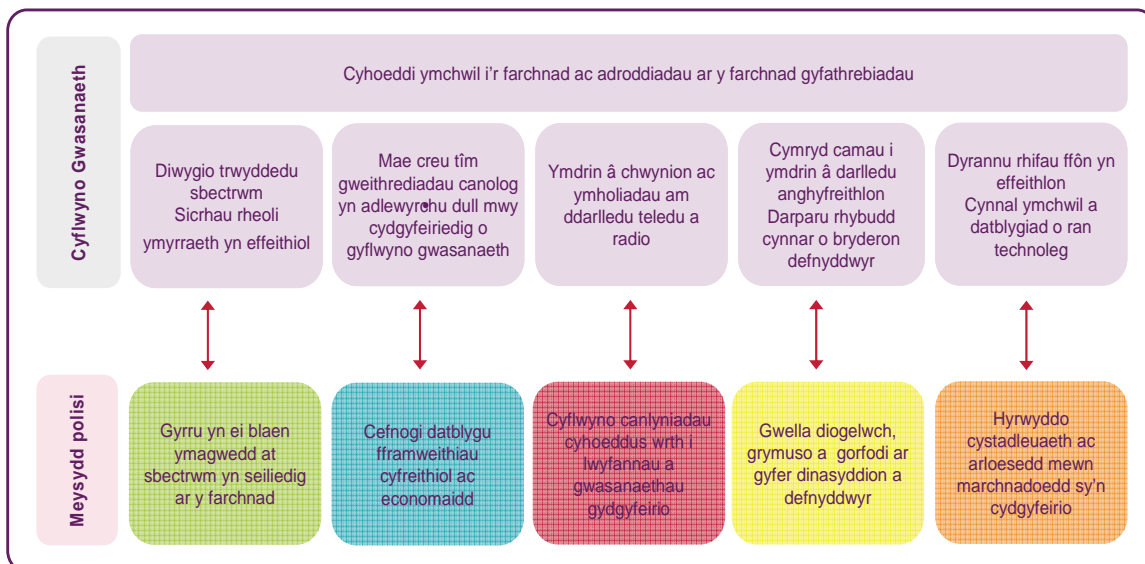 Cyflwyno Gwasanaeth
Cyhoeddi ymchwil i'r farchnad ac adroddiadau ar y farchnad gyfathrebiadau
Diwygio trwyddedu
sbectrwm
Sicrhau rheoli
ymyrraeth yn effeithiol
Mae creu tîm
gweithrediadau canolog
yn adlewyrchu dull mwy
cydgyfeiriedig o
gyflwyno gwasanaeth
Ymdrin â chwynion ac
ymholiadau am
ddarlledu teledu a
radio
Cymryd camau i
ymdrin â darlledu
anghyfreithlon
Darparu rhybudd
cynnar o bryderon
defnyddwyr
Dyrannu rhifau ffôn yn
effeithlon
Cynnal ymchwil a
datblygiad o ran
technoleg
Meysydd polisi
Gyrru yn ei blaen
ymagwedd at
sbectrwm yn seiliedig
ar y farchnad
Cefnogi datblygu
fframweithiau
cyfreithiol ac
economaidd
Cyflwyno canlyniadau
cyhoeddus wrth i
lwyfannau a
gwasanaethau
gydgyfeirio
Gwella diogelwch,
grymuso a gorfodi ar
gyfer dinasyddion a
defnyddwyr
Hyrwyddo
cystadleuaeth ac
arloesedd mewn
marchnadoedd sy'n
cydgyfeirio